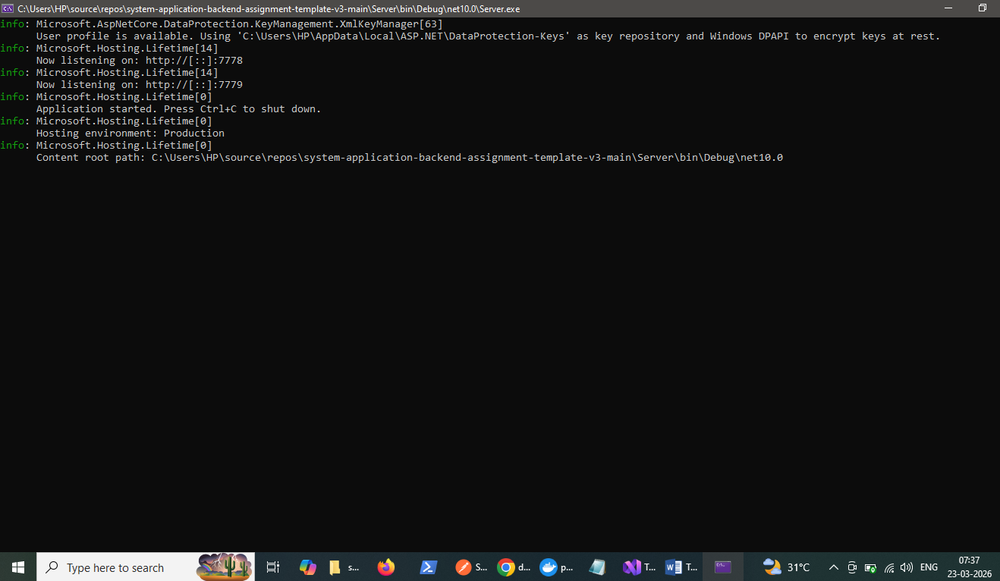 C:\Users\HP\source\repos\system-application-backend-assignment-template-v3-main\Server\bin\Debug\net10.0\Server.exe
info: Microsoft.AspNetCore.DataProtection.KeyManagement.XmlKeyManager[63]
User profile is available. Using 'C:\Users\HP\AppData\Local\ASP.NET\DataProtection-Keys' as key repository and Windows DPAPI to encrypt keys at rest.
info: Microsoft.Hosting.Lifetime[14]
Now listening on: http://[::]:7778
info: Microsoft.Hosting.Lifetime[14]
Now listening on: http://[::]:7779
info: Microsoft.Hosting.Lifetime[0]
Application started. Press Ctrl+C to shut down.
info: Microsoft.Hosting.Lifetime[0]
Hosting environment: Production
info: Microsoft.Hosting.Lifetime[0]
Content root path: C:\Users\HP\source\repos\system-application-backend-assignment-template-v3-main\Server\bin\Debug\net10.0
Type here to search s... S... d... p... T... T... 31°C ENG 07:37
23-03-2026